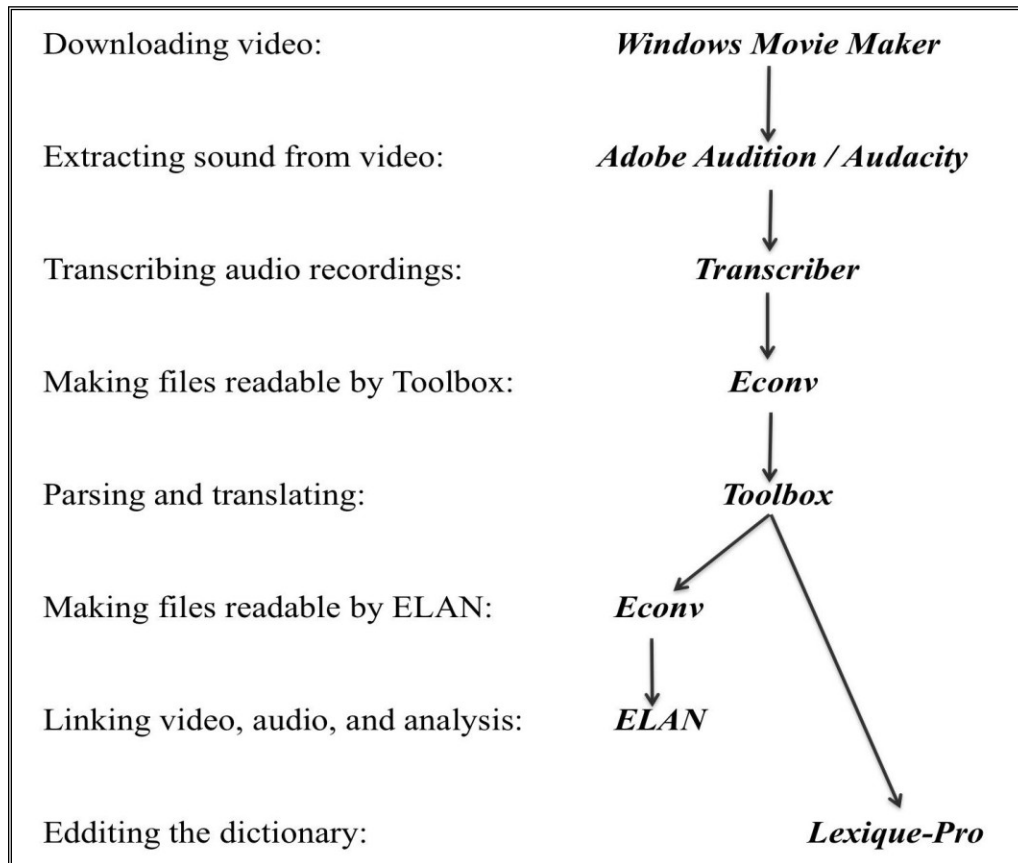 Downloading video: Windows Movie Maker
Extracting sound from video: Adobe Audition / Audacity
Transcribing audio recordings: Transcriber
Making files readable by Toolbox: Econv
Parsing and translating: Toolbox
Making files readable by ELAN: Econv
Linking video, audio, and analysis: ELAN
Edditing the dictionary: Lexique-Pro